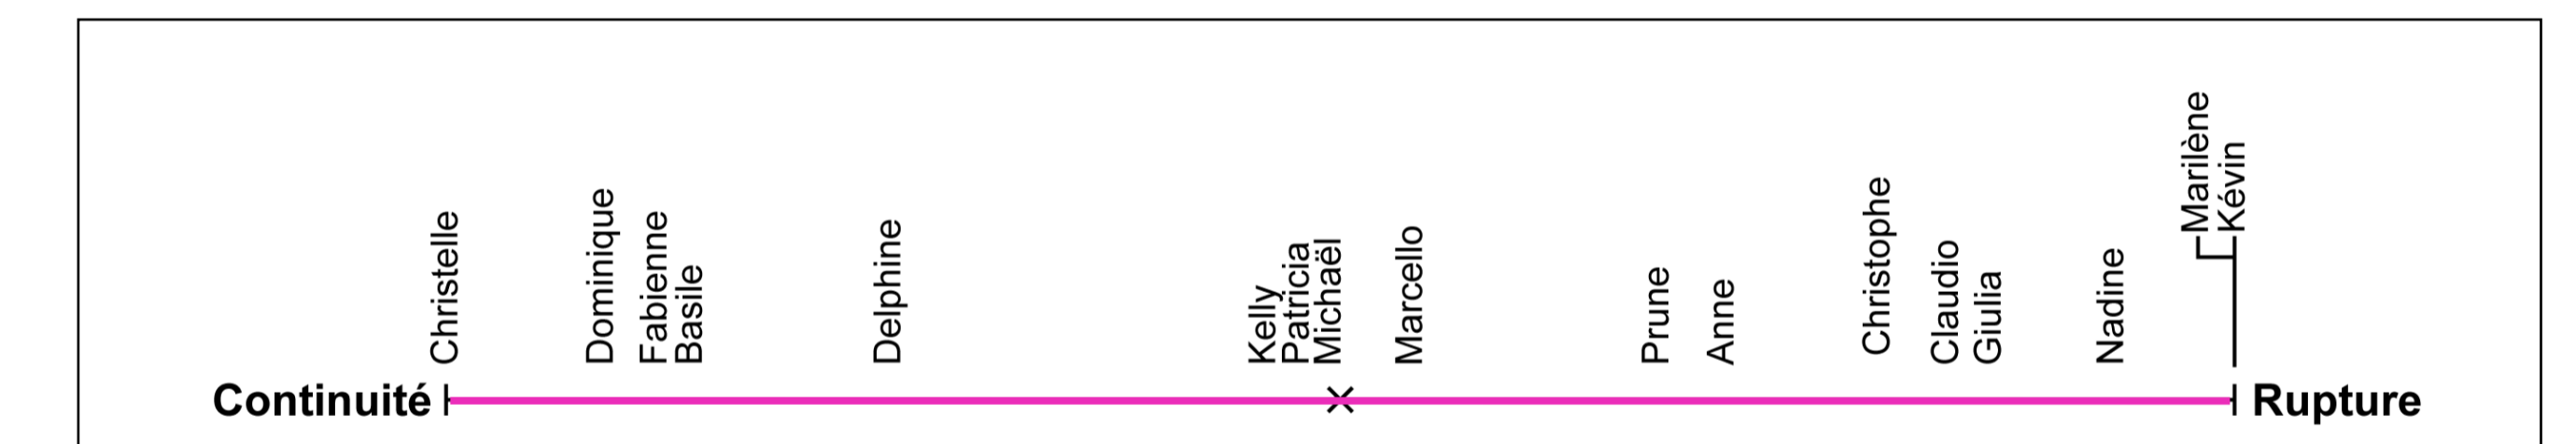 Christelle
Dominique
Fabienne
Basile
Delphine
Kelly
Patricia
Michaël
Marcello
Prune
Anne
Christophe
Claudio
Giulia
Nadine
Marilène
Kévin
Continuité
Rupture